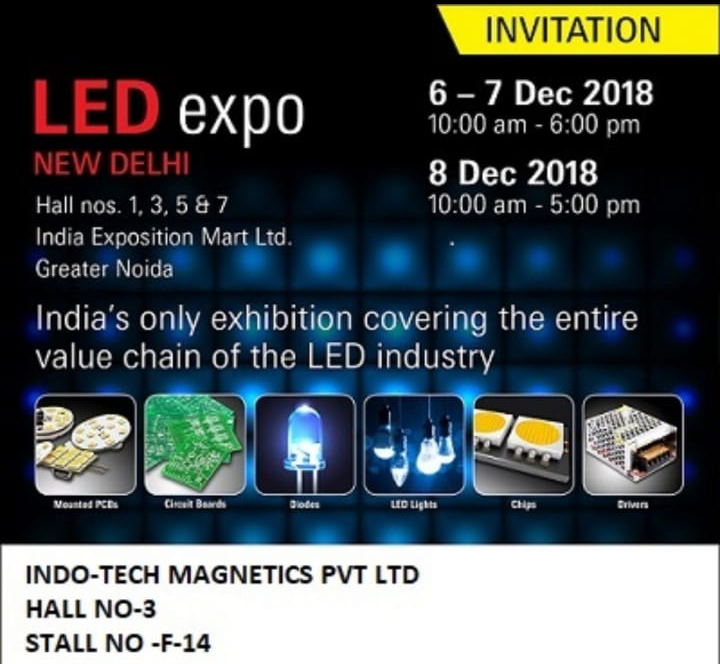 INVITATION
LED expo
NEW DELHI
Hall nos. 1, 3, 5 & 7
India Exposition Mart Ltd.
Greater Noida
6 – 7 Dec 2018
10:00 am - 6:00 pm
8 Dec 2018
10:00 am - 5:00 pm
India's only exhibition covering the entire
value chain of the LED industry
Mounted PCBs
Circuit Boards
Diodes
LED Lights
Chips
Drivers
INDO-TECH MAGNETICS PVT LTD
HALL NO-3
STALL NO -F-14